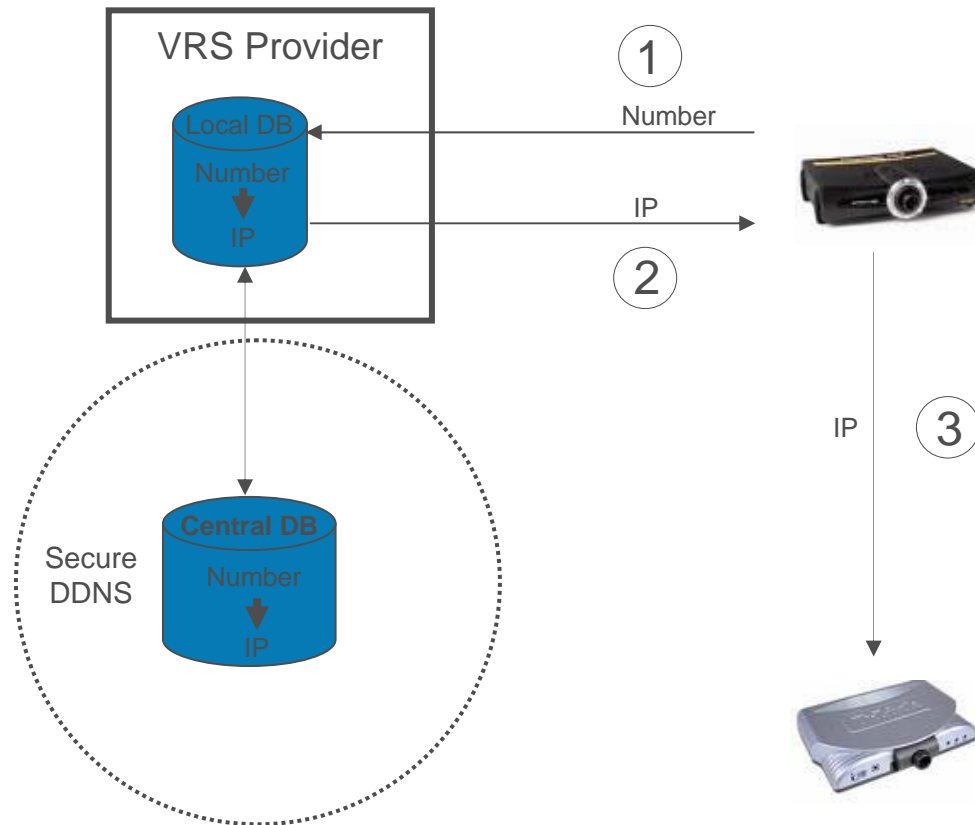 VRS Provider
1
Local DB
Number
Number
IP
IP
2
IP
3
Central DB
Secure
DDNS
Number
IP